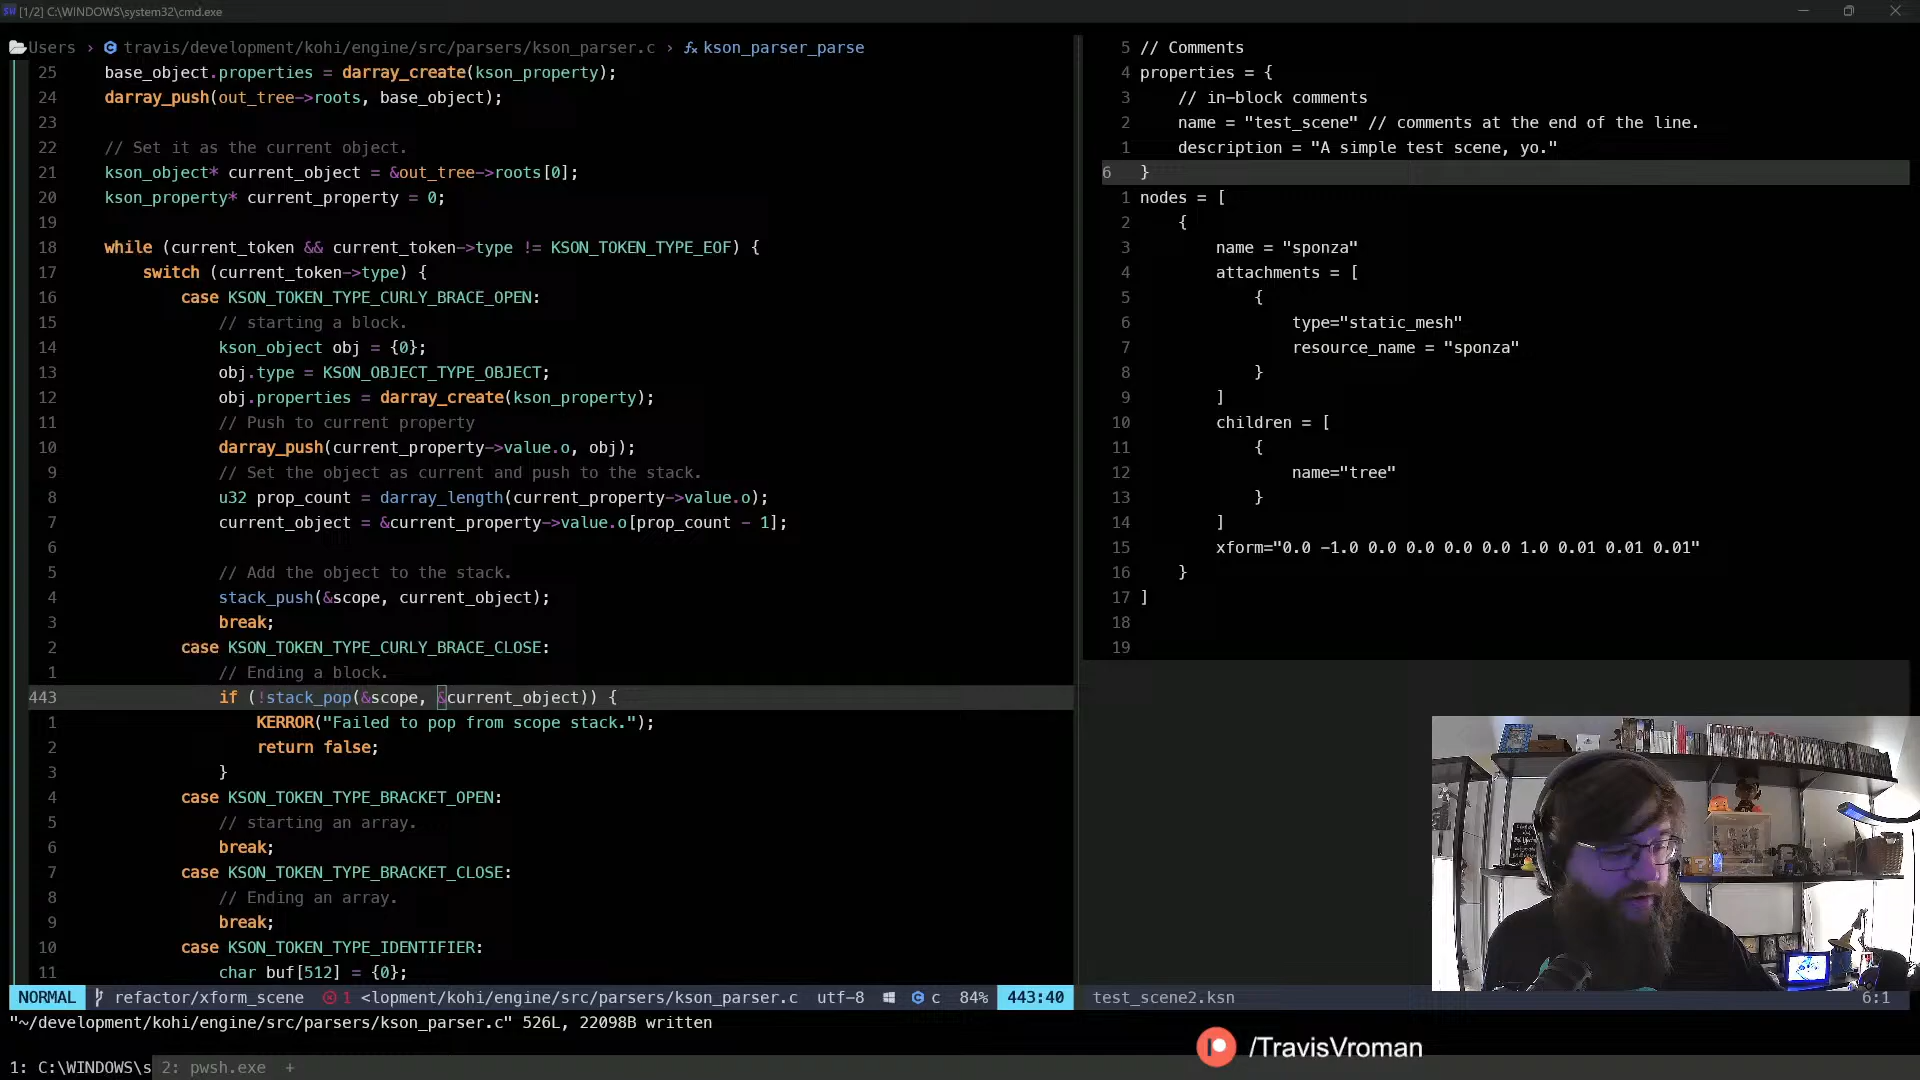 [1/2] C:\WINDOWS\system32\cmd.exe
Users › travis/development/kohi/engine/src/parsers/kson_parser.c › kson_parser_parse
25 base_object.properties = darray_create(kson_property);
24 darray_push(out_tree->roots, base_object);
23
22 // Set it as the current object.
21 kson_object* current_object = &out_tree->roots[0];
20 kson_property* current_property = 0;
19
18 while (current_token && current_token->type != KSON_TOKEN_TYPE_EOF) {
17 switch (current_token->type) {
16 case KSON_TOKEN_TYPE_CURLY_BRACE_OPEN:
15 // starting a block.
14 kson_object obj = {0};
13 obj.type = KSON_OBJECT_TYPE_OBJECT;
12 obj.properties = darray_create(kson_property);
11 // Push to current property
10 darray_push(current_property->value.o, obj);
9 // Set the object as current and push to the stack.
8 u32 prop_count = darray_length(current_property->value.o);
7 current_object = &current_property->value.o[prop_count - 1];
6
5 // Add the object to the stack.
4 stack_push(&scope, current_object);
3 break;
2 case KSON_TOKEN_TYPE_CURLY_BRACE_CLOSE:
1 // Ending a block.
443 if (!stack_pop(&scope, &current_object)) {
1 KERROR("Failed to pop from scope stack.");
2 return false;
3 }
4 case KSON_TOKEN_TYPE_BRACKET_OPEN:
5 // starting an array.
6 break;
7 case KSON_TOKEN_TYPE_BRACKET_CLOSE:
8 // Ending an array.
9 break;
10 case KSON_TOKEN_TYPE_IDENTIFIER:
11 char buf[512] = {0};
NORMAL refactor/xform_scene 1 <lopment/kohi/engine/src/parsers/kson_parser.c utf-8 c 84% 443:40
"~/development/kohi/engine/src/parsers/kson_parser.c" 526L, 22098B written
1: C:\WINDOWS\s 2: pwsh.exe +
5 // Comments
4 properties = {
3 // in-block comments
2 name = "test_scene" // comments at the end of the line.
1 description = "A simple test scene, yo."
6 }
1 nodes = [
2 {
3 name = "sponza"
4 attachments = [
5 {
6 type="static_mesh"
7 resource_name = "sponza"
8 }
9 ]
10 children = [
11 {
12 name="tree"
13 }
14 ]
15 xform="0.0 -1.0 0.0 0.0 0.0 0.0 1.0 0.01 0.01 0.01"
16 }
17 ]
18
19
test_scene2.ksn 6:1
/TravisVroman